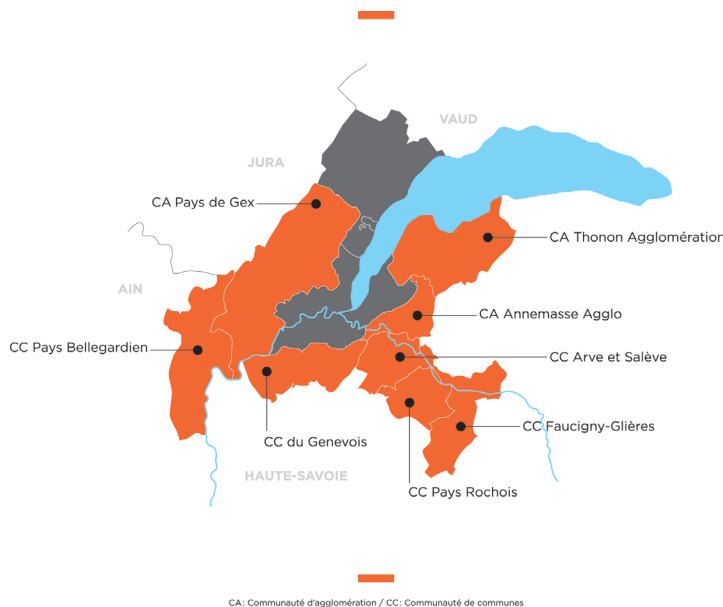 VAUD
JURA
CA Pays de Gex
CA Thonon Agglomération
AIN
CA Annemasse Agglo
CC Pays Bellegardien
CC Arve et Salève
CC Faucigny-Glières
CC du Genevois
HAUTE-SAVOIE
CC Pays Rochois
CA: Communauté d'agglomération / CC: Communauté de communes